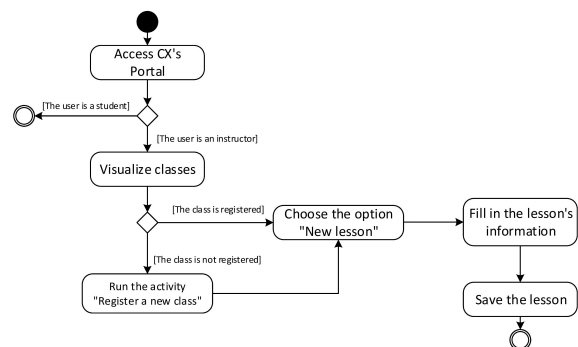 Access CX's
Portal
[The user is a student]
[The user is an instructor]
Visualize classes
[The class is registered]
Choose the option
"New lesson"
Fill in the lesson's
information
[The class is not registered]
Run the activity
"Register a new class"
Save the lesson